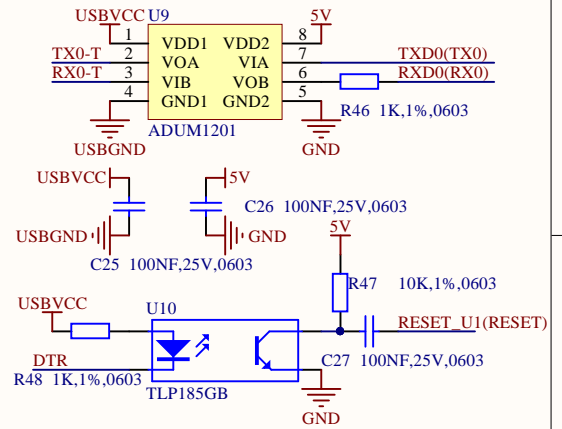 USBVCC U9 5V
1 VDD1 VDD2 8
TX0-T 2 VOA VIA 7 TXD0(TX0)
RX0-T 3 VIB VOB 6 RXD0(RX0)
4 GND1 GND2 5
R46 1K,1%,0603
ADUM1201
USBGND GND
USBVCC 5V
C26 100NF,25V,0603
USBGND GND
C25 100NF,25V,0603
5V
R47 10K,1%,0603
USBVCC U10
RESET_U1(RESET)
DTR
C27 100NF,25V,0603
R48 1K,1%,0603
TLP185GB
GND